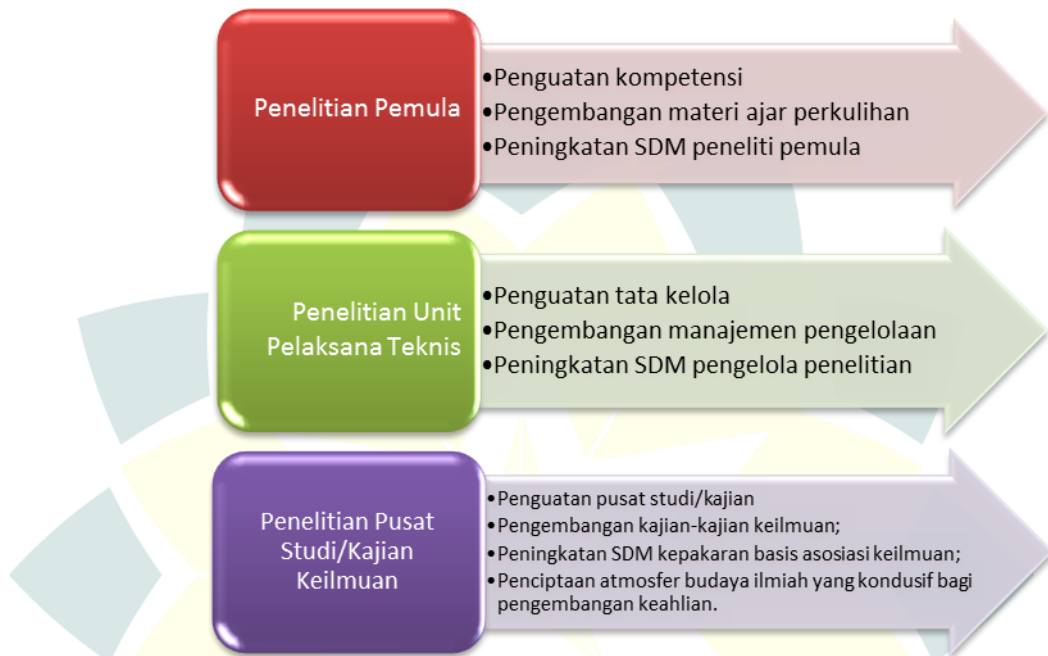 Penelitian Pemula
•Penguatan kompetensi
•Pengembangan materi ajar perkulihan
•Peningkatan SDM peneliti pemula
Penelitian Unit
Pelaksana Teknis
•Penguatan tata kelola
•Pengembangan manajemen pengelolaan
•Peningkatan SDM pengelola penelitian
Penelitian Pusat
Studi/Kajian
Keilmuan
•Penguatan pusat studi/kajian
•Pengembangan kajian-kajian keilmuan;
•Peningkatan SDM kepakaran basis asosiasi keilmuan;
•Penciptaan atmosfer budaya ilmiah yang kondusif bagi
pengembangan keahlian.